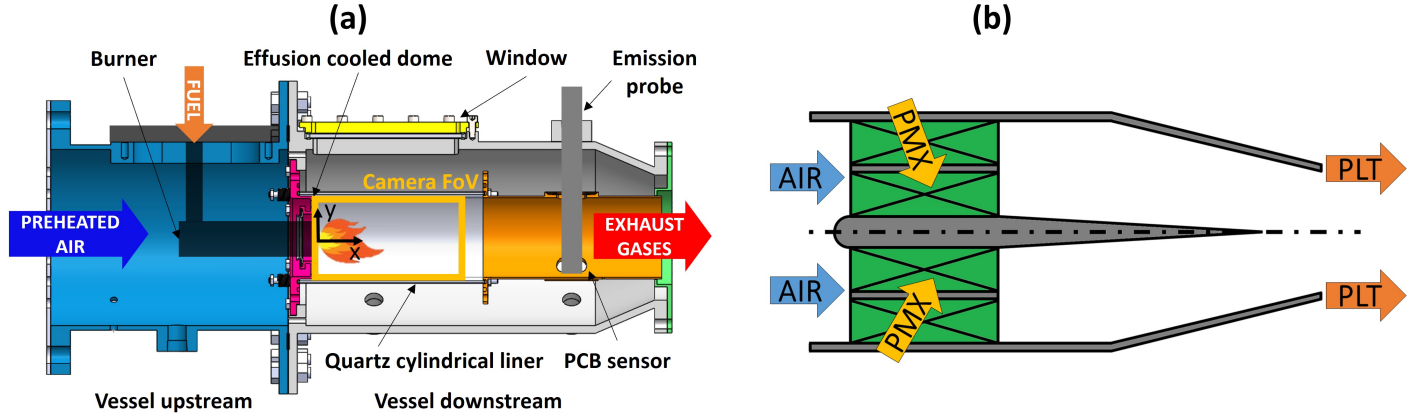 (a)
(b)
Burner
Effusion cooled dome
Window
Emission
probe
FUEL
Camera FoV
PREHEATED
AIR
y
x
EXHAUST
GASES
Quartz cylindrical liner
PCB sensor
Vessel upstream
Vessel downstream
PMX
AIR
PLT
AIR
PMX
PLT